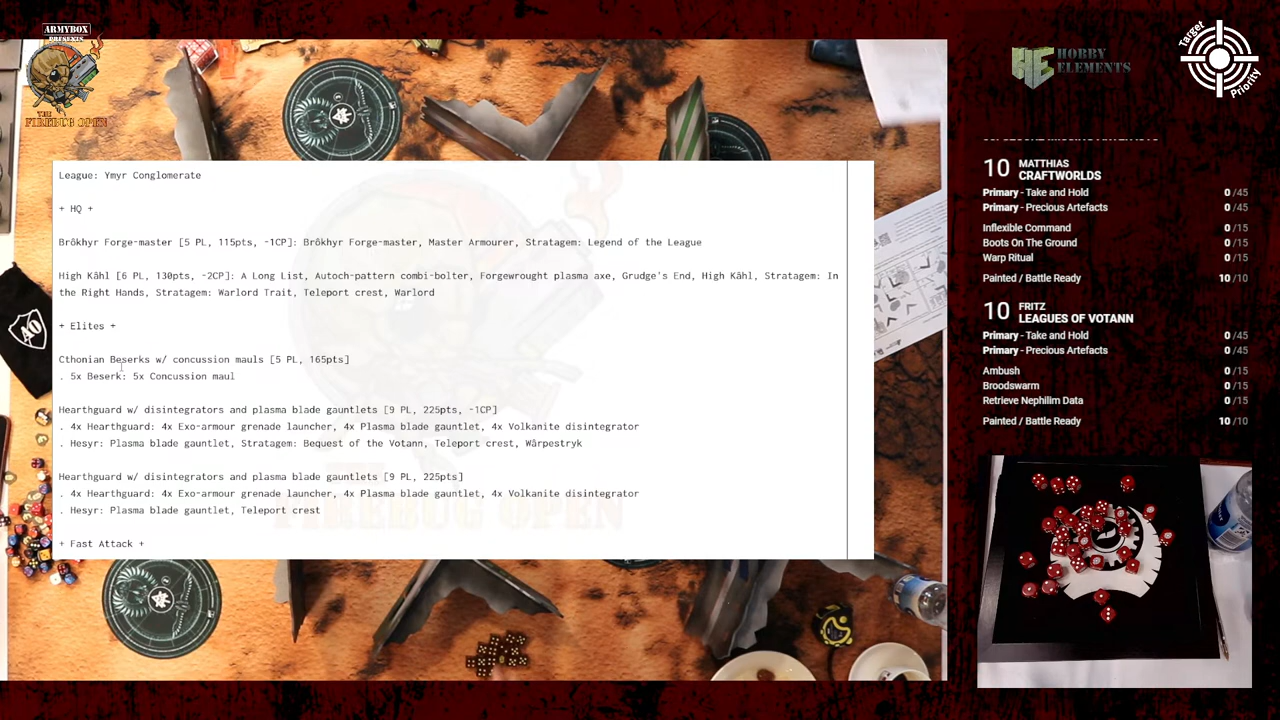 ARMYBOX
PRESENTS
THE
FIREBUG OPEN
HOBBY
ELEMENTS
Target
Priority
League: Ymyr Conglomerate
+ HQ +
Brôkhyr Forge-master [5 PL, 115pts, -1CP]: Brôkhyr Forge-master, Master Armourer, Stratagem: Legend of the League
High Kâhl [6 PL, 130pts, -2CP]: A Long List, Autoch-pattern combi-bolter, Forgewrought plasma axe, Grudge's End, High Kâhl, Stratagem: In
the Right Hands, Stratagem: Warlord Trait, Teleport crest, Warlord
+ Elites +
Cthonian Beserks w/ concussion mauls [5 PL, 165pts]
. 5x Beserk: 5x Concussion maul
Hearthguard w/ disintegrators and plasma blade gauntlets [9 PL, 225pts, -1CP]
. 4x Hearthguard: 4x Exo-armour grenade launcher, 4x Plasma blade gauntlet, 4x Volkanite disintegrator
. Hesyr: Plasma blade gauntlet, Stratagem: Bequest of the Votann, Teleport crest, Wârpestryk
Hearthguard w/ disintegrators and plasma blade gauntlets [9 PL, 225pts]
. 4x Hearthguard: 4x Exo-armour grenade launcher, 4x Plasma blade gauntlet, 4x Volkanite disintegrator
. Hesyr: Plasma blade gauntlet, Teleport crest
FIREBUG OPEN
+ Fast Attack +
10 MATTHIAS
CRAFTWORLDS
Primary - Take and Hold 0/45
Primary - Precious Artefacts 0/45
Inflexible Command 0/15
Boots On The Ground 0/15
Warp Ritual 0/15
Painted / Battle Ready 10/10
10 FRITZ
LEAGUES OF VOTANN
Primary - Take and Hold 0/45
Primary - Precious Artefacts 0/45
Ambush 0/15
Broodswarm 0/15
Retrieve Nephilim Data 0/15
Painted / Battle Ready 10/10